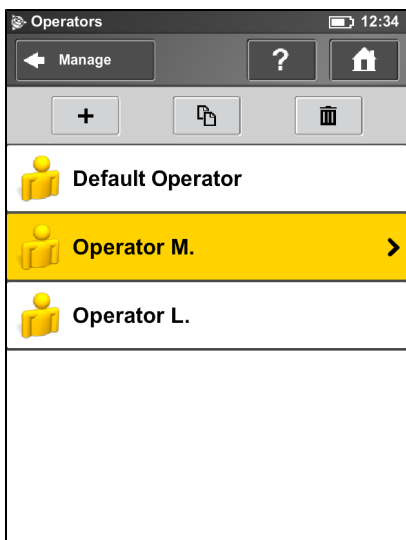 Operators 12:34
Manage ?
+
Default Operator
Operator M.
Operator L.